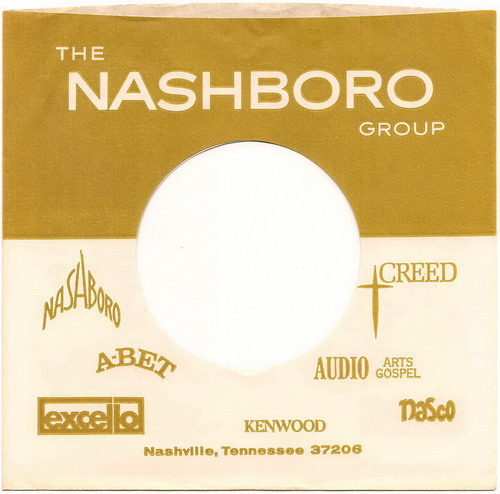 THE
NASHBORO
GROUP
NASHBORO
CREED
A-BET
AUDIO ARTS GOSPEL
excello
KENWOOD
nasco
Nashville, Tennessee 37206